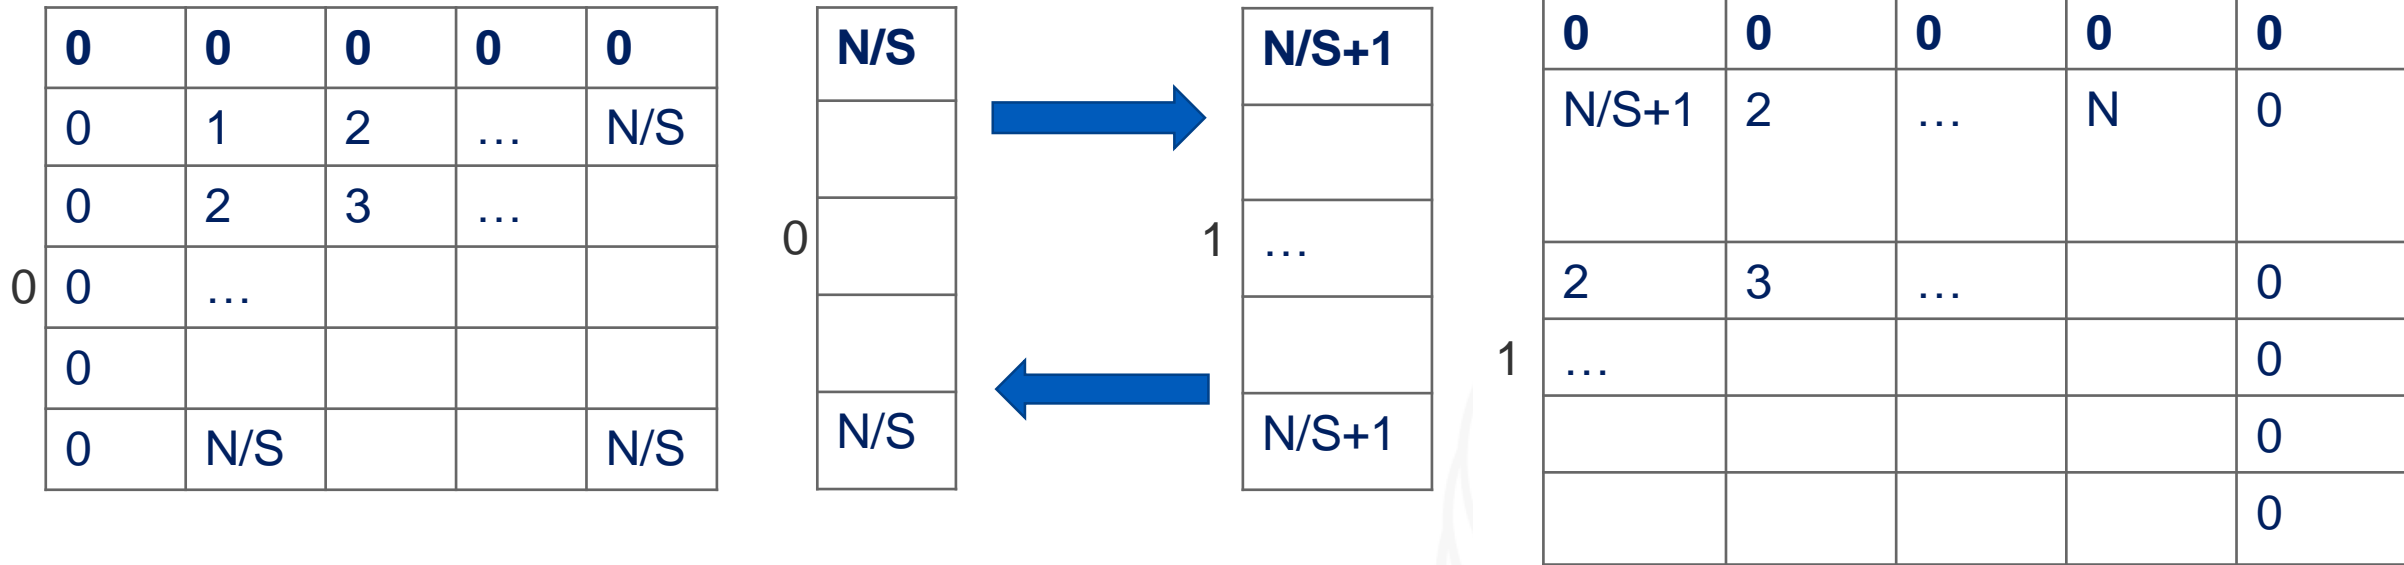 0 0 0 0 0
0 1 2 … N/S
0 2 3 …
0 0 …
0
0 N/S N/S
N/S
0
N/S
N/S+1
1 …
N/S+1
0 0 0 0 0
N/S+1 2 … N 0
2 3 … 0
1 … 0
0
0